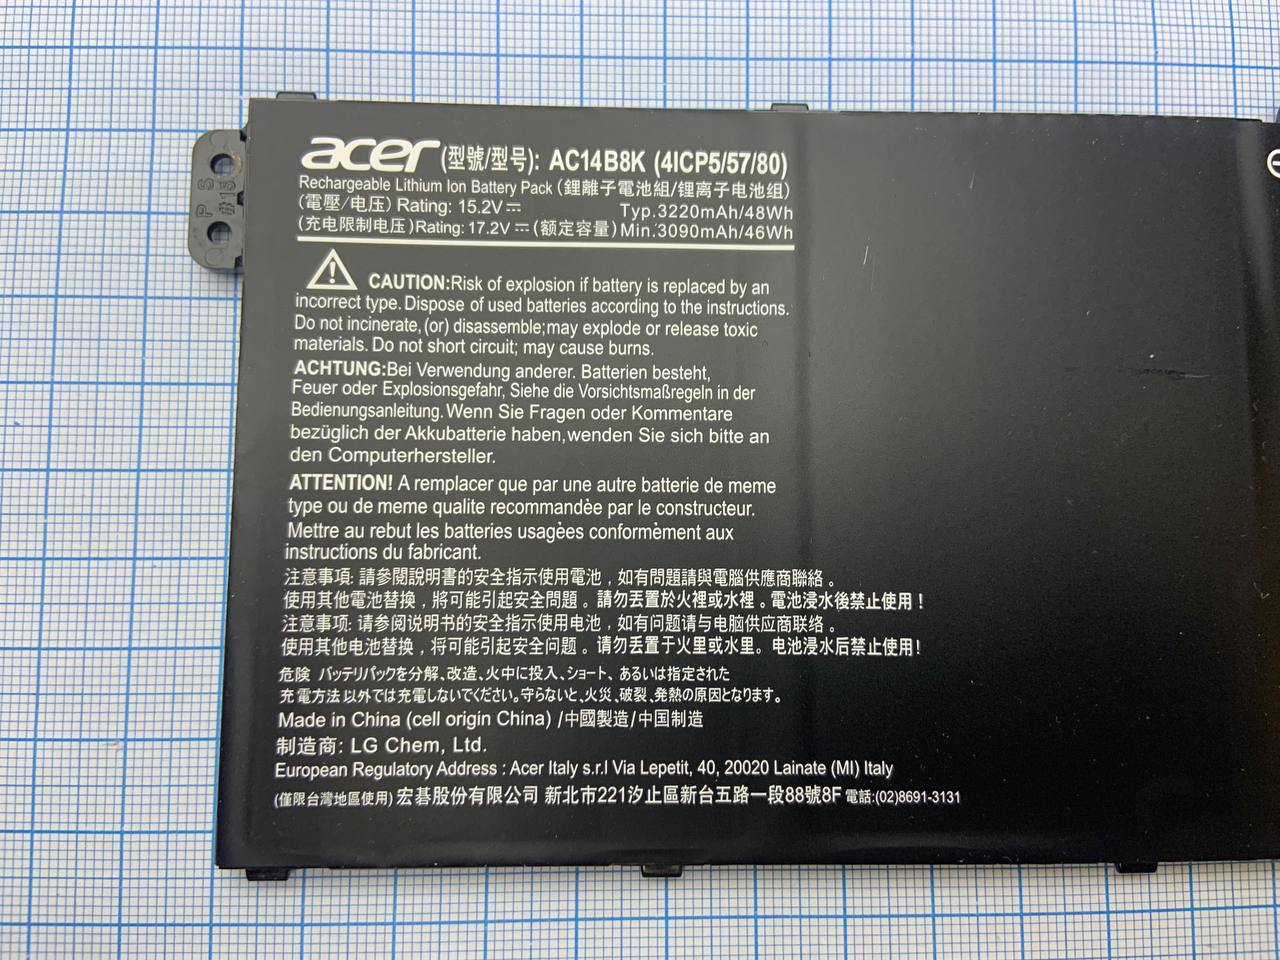 acer (型號/型号): AC14B8K (4ICP5/57/80)
Rechargeable Lithium Ion Battery Pack (鋰離子電池組/锂离子电池组)
(電壓/电压) Rating: 15.2V⎓ Typ.3220mAh/48Wh
(充电限制电压)Rating: 17.2V⎓(额定容量) Min.3090mAh/46Wh
CAUTION:Risk of explosion if battery is replaced by an
incorrect type. Dispose of used batteries according to the instructions.
Do not incinerate, (or) disassemble;may explode or release toxic
materials. Do not short circuit; may cause burns.
ACHTUNG:Bei Verwendung anderer. Batterien besteht,
Feuer oder Explosionsgefahr, Siehe die Vorsichtsmaßregeln in der
Bedienungsanleitung. Wenn Sie Fragen oder Kommentare
bezüglich der Akkubatterie haben,wenden Sie sich bitte an
den Computerhersteller.
ATTENTION! A remplacer que par une autre batterie de meme
type ou de meme qualite recommandèe par le constructeur.
Mettre au rebut les batteries usagèes conformèment aux
instructions du fabricant.
注意事項: 請參閱說明書的安全指示使用電池，如有問題請與電腦供應商聯絡。
使用其他電池替換，將可能引起安全問題。請勿丟置於火裡或水裡。電池浸水後禁止使用！
注意事项: 请参阅说明书的安全指示使用电池，如有问题请与电脑供应商联络。
使用其他电池替换，将可能引起安全问题。请勿丢置于火里或水里。电池浸水后禁止使用!
危険 バッテリパックを分解、改造、火中に投入、ショート、あるいは指定された
充電方法以外では充電しないでください。守らないと、火災、破裂、発熱の原因となります。
Made in China (cell origin China) /中國製造/中国制造
制造商: LG Chem, Ltd.
European Regulatory Address : Acer Italy s.r.l Via Lepetit, 40, 20020 Lainate (MI) Italy
(僅限台灣地區使用) 宏碁股份有限公司 新北市221汐止區新台五路一段88號8F 電話:(02)8691-3131
P S
#13